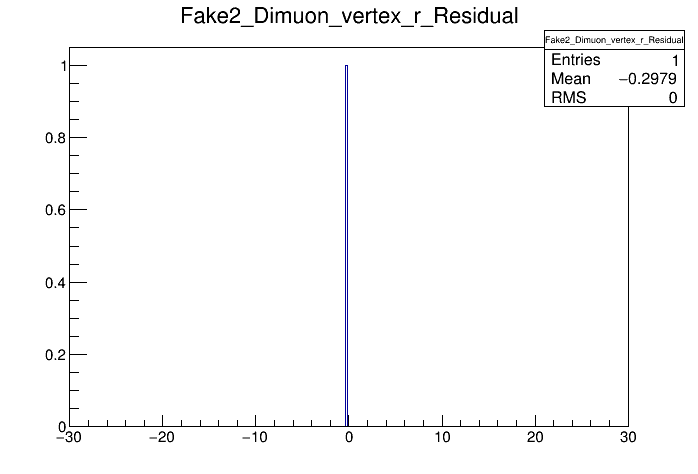 Fake2_Dimuon_vertex_r_Residual
Fake2_Dimuon_vertex_r_Residual
Entries 1
Mean −0.2979
RMS 0
1
0.8
0.6
0.4
0.2
0
−30 −20 −10 0 10 20 30